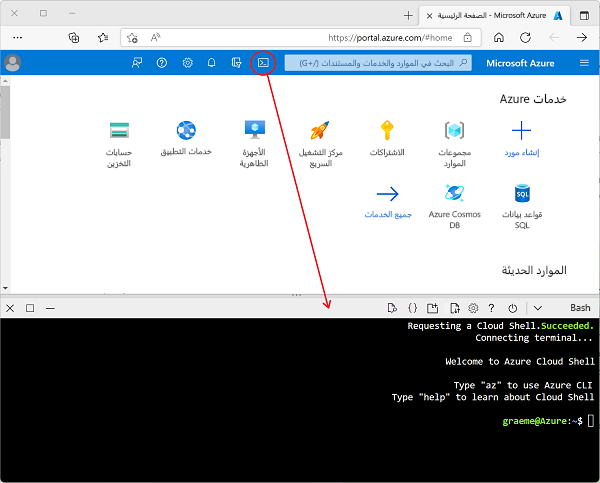 الصفحة الرئيسية - Microsoft Azure
https://portal.azure.com/#home
Microsoft Azure
البحث في الموارد والخدمات والمستندات (/+G)
خدمات Azure
إنشاء مورد
مجموعات الموارد
الاشتراكات
مركز التشغيل السريع
الأجهزة الظاهرية
خدمات التطبيق
حسابات التخزين
قواعد بيانات SQL
Azure Cosmos DB
جميع الخدمات
الموارد الحديثة
Bash
Requesting a Cloud Shell.Succeeded.
Connecting terminal...
Welcome to Azure Cloud Shell
Type "az" to use Azure CLI
Type "help" to learn about Cloud Shell
graeme@Azure:~$